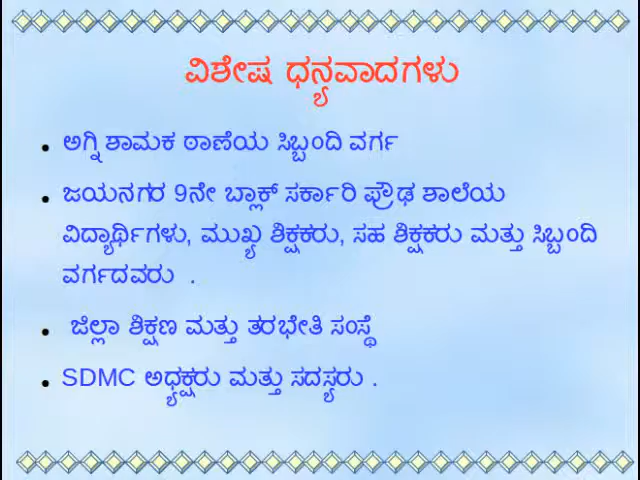 ವಿಶೇಷ ಧನ್ಯವಾದಗಳು
• ಅಗ್ನಿ ಶಾಮಕ ಠಾಣೆಯ ಸಿಬ್ಬಂದಿ ವರ್ಗ
• ಜಯನಗರ 9ನೇ ಬ್ಲಾಕ್ ಸರ್ಕಾರಿ ಪ್ರೌಢ ಶಾಲೆಯ
ವಿದ್ಯಾರ್ಥಿಗಳು, ಮುಖ್ಯ ಶಿಕ್ಷಕರು, ಸಹ ಶಿಕ್ಷಕರು ಮತ್ತು ಸಿಬ್ಬಂದಿ
ವರ್ಗದವರು .
• ಜಿಲ್ಲಾ ಶಿಕ್ಷಣ ಮತ್ತು ತರಭೇತಿ ಸಂಸ್ಥೆ
• SDMC ಅಧ್ಯಕ್ಷರು ಮತ್ತು ಸದಸ್ಯರು .